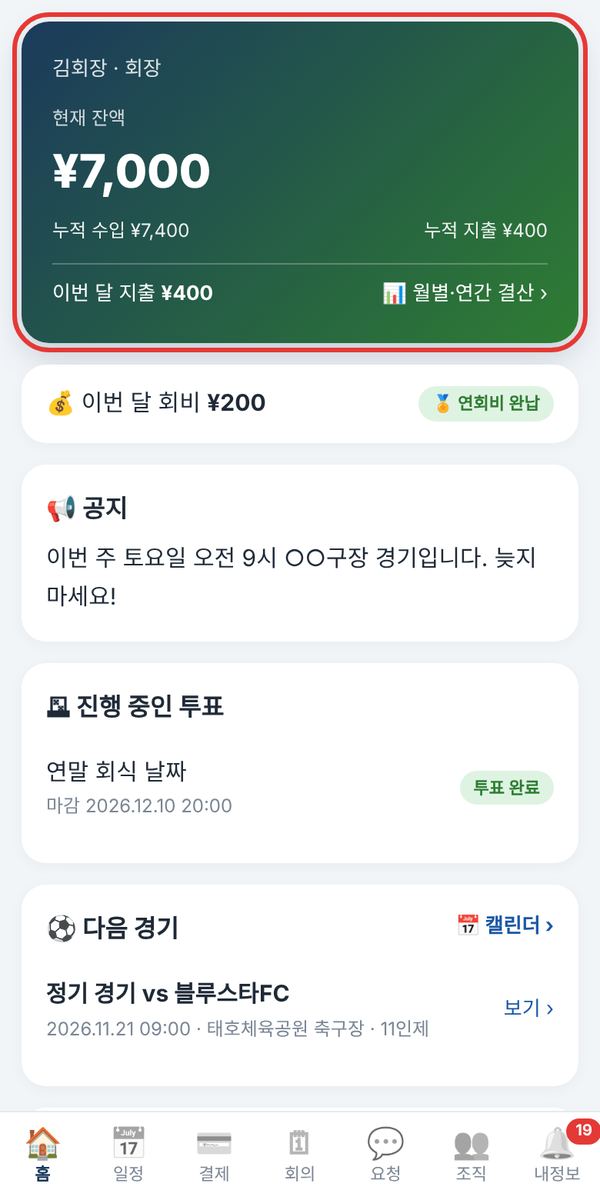 김회장 · 회장
현재 잔액
¥7,000
누적 수입 ¥7,400 누적 지출 ¥400
이번 달 지출 ¥400 📊 월별·연간 결산 ›
💰 이번 달 회비 ¥200 🏅 연회비 완납
📢 공지
이번 주 토요일 오전 9시 ○○구장 경기입니다. 늦지
마세요!
🗳 진행 중인 투표
연말 회식 날짜
마감 2026.12.10 20:00 투표 완료
⚽ 다음 경기 📅 캘린더 ›
정기 경기 vs 블루스타FC
2026.11.21 09:00 · 태호체육공원 축구장 · 11인제 보기 ›
July 17 19
홈 일정 결제 회의 요청 조직 내정보